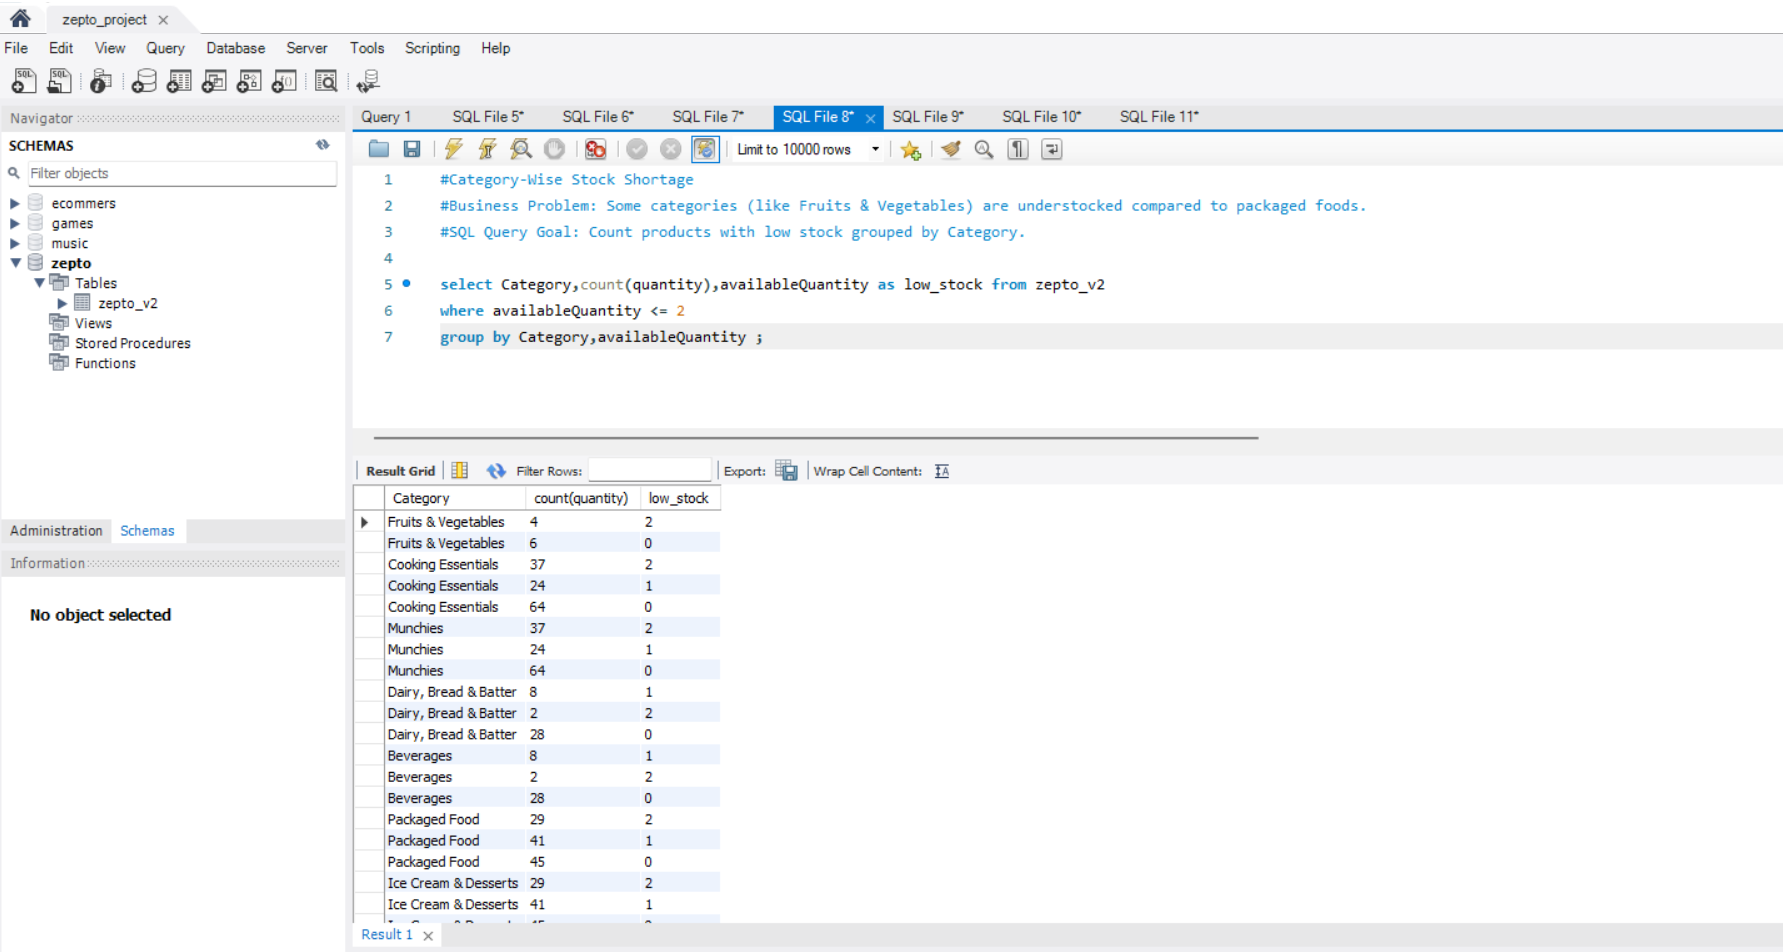 zepto_project
File Edit View Query Database Server Tools Scripting Help
Navigator
SCHEMAS
Filter objects
ecommers
games
music
zepto
Tables
zepto_v2
Views
Stored Procedures
Functions
Administration Schemas
Information
No object selected
Query 1 SQL File 5* SQL File 6* SQL File 7* SQL File 8* SQL File 9* SQL File 10* SQL File 11*
Limit to 10000 rows
1 #Category-Wise Stock Shortage
2 #Business Problem: Some categories (like Fruits & Vegetables) are understocked compared to packaged foods.
3 #SQL Query Goal: Count products with low stock grouped by Category.
4
5 select Category,count(quantity),availableQuantity as low_stock from zepto_v2
6 where availableQuantity <= 2
7 group by Category,availableQuantity ;
Result Grid Filter Rows: Export: Wrap Cell Content:
Category count(quantity) low_stock
Fruits & Vegetables 4 2
Fruits & Vegetables 6 0
Cooking Essentials 37 2
Cooking Essentials 24 1
Cooking Essentials 64 0
Munchies 37 2
Munchies 24 1
Munchies 64 0
Dairy, Bread & Batter 8 1
Dairy, Bread & Batter 2 2
Dairy, Bread & Batter 28 0
Beverages 8 1
Beverages 2 2
Beverages 28 0
Packaged Food 29 2
Packaged Food 41 1
Packaged Food 45 0
Ice Cream & Desserts 29 2
Ice Cream & Desserts 41 1
Result 1